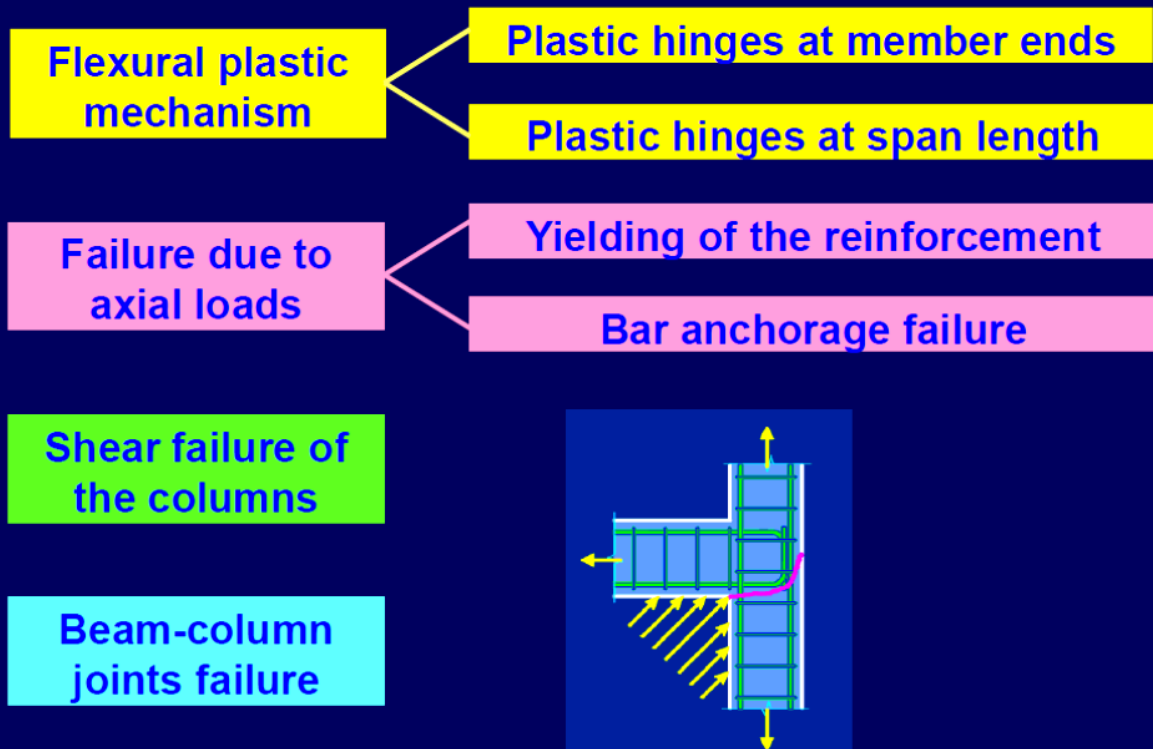 Flexural plastic
mechanism
Plastic hinges at member ends
Plastic hinges at span length
Failure due to
axial loads
Yielding of the reinforcement
Bar anchorage failure
Shear failure of
the columns
Beam-column
joints failure